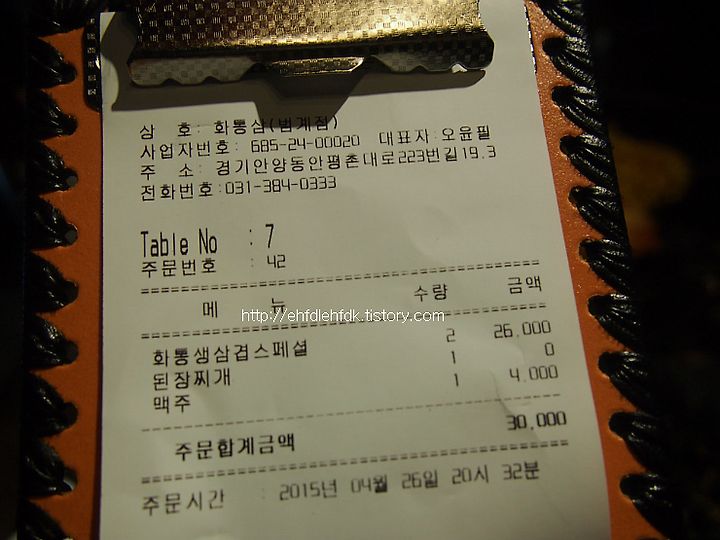 상 호: 화통삼(범계점)
사업자번호: 685-24-00020 대표자:오윤필
주 소: 경기안양동안평촌대로223번길19.3
전화번호:031-384-0333
Table No : 7
주문번호 : 42
메 뉴 수량 금액
http://ehfdlehfdk.tistory.com
화통생삼겹스페셜 2 26,000
된장찌개 1 0
맥주 1 4,000
주문합계금액 30,000
주문시간 : 2015년 04월 26일 20시 32분